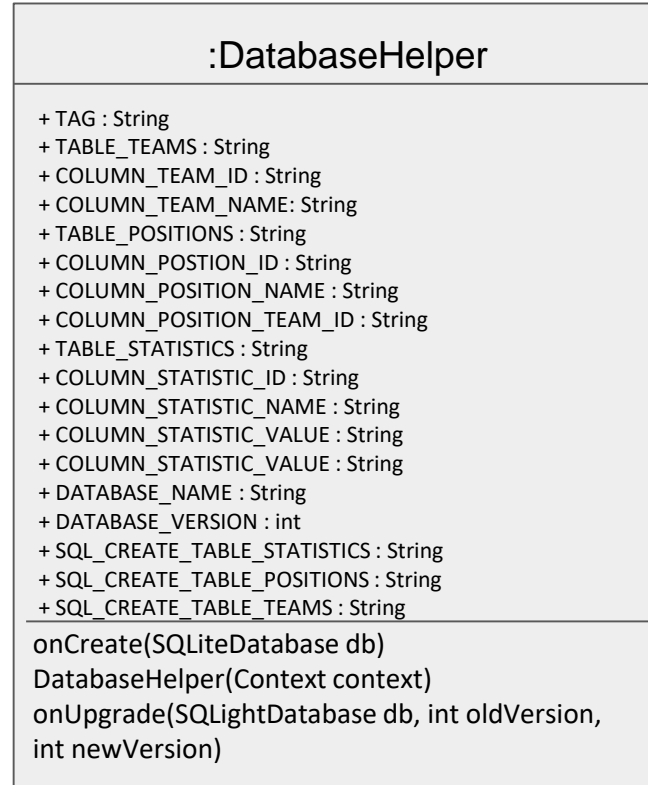 :DatabaseHelper
+ TAG : String
+ TABLE_TEAMS : String
+ COLUMN_TEAM_ID : String
+ COLUMN_TEAM_NAME: String
+ TABLE_POSITIONS : String
+ COLUMN_POSTION_ID : String
+ COLUMN_POSITION_NAME : String
+ COLUMN_POSITION_TEAM_ID : String
+ TABLE_STATISTICS : String
+ COLUMN_STATISTIC_ID : String
+ COLUMN_STATISTIC_NAME : String
+ COLUMN_STATISTIC_VALUE : String
+ COLUMN_STATISTIC_VALUE : String
+ DATABASE_NAME : String
+ DATABASE_VERSION : int
+ SQL_CREATE_TABLE_STATISTICS : String
+ SQL_CREATE_TABLE_POSITIONS : String
+ SQL_CREATE_TABLE_TEAMS : String
onCreate(SQLiteDatabase db)
DatabaseHelper(Context context)
onUpgrade(SQLightDatabase db, int oldVersion,
int newVersion)